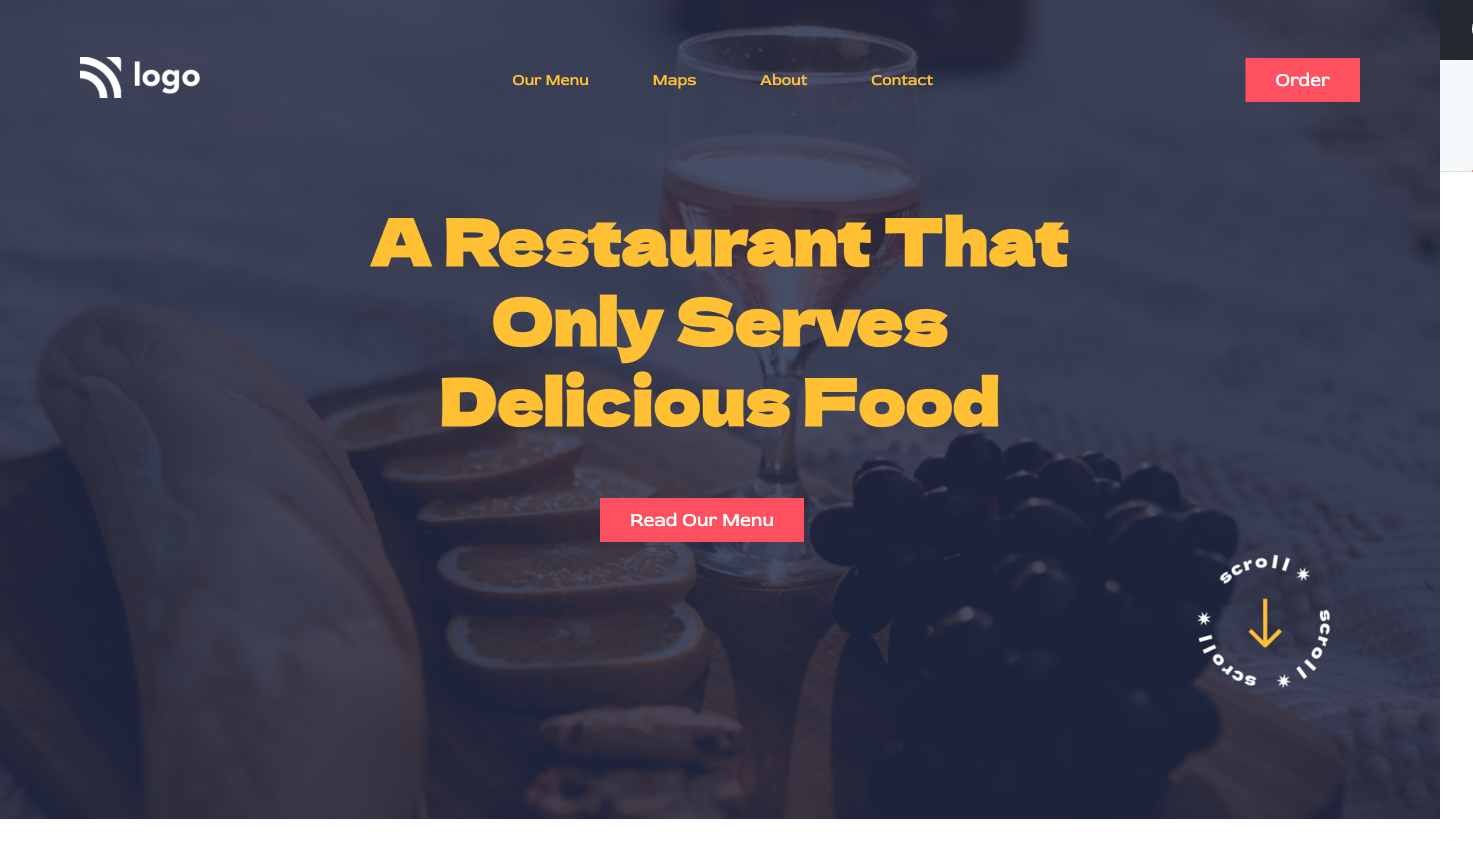 logo
Our Menu Maps About Contact
Order
A Restaurant That
Only Serves
Delicious Food
Read Our Menu
scroll * scroll * scroll *